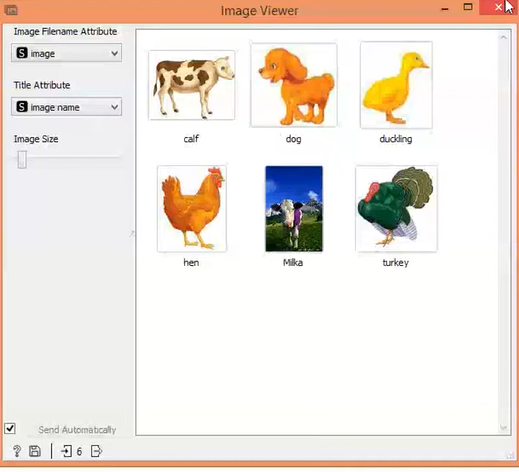 Image Viewer
Image Filename Attribute
S image
Title Attribute
S image name
Image Size
calf
dog
duckling
hen
Milka
turkey
Send Automatically
? 6